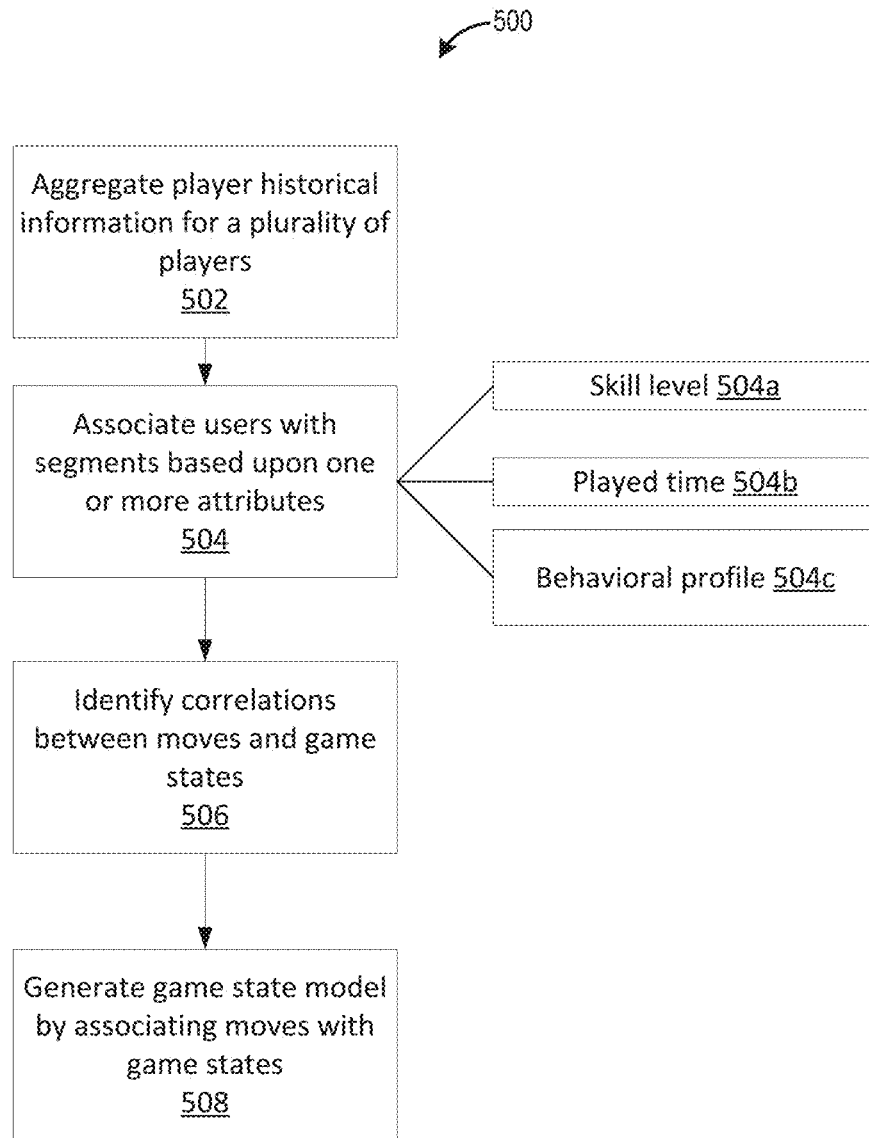 500
Aggregate player historical
information for a plurality of
players
502
Associate users with
segments based upon one
or more attributes
504
Skill level 504a
Played time 504b
Behavioral profile 504c
Identify correlations
between moves and game
states
506
Generate game state model
by associating moves with
game states
508